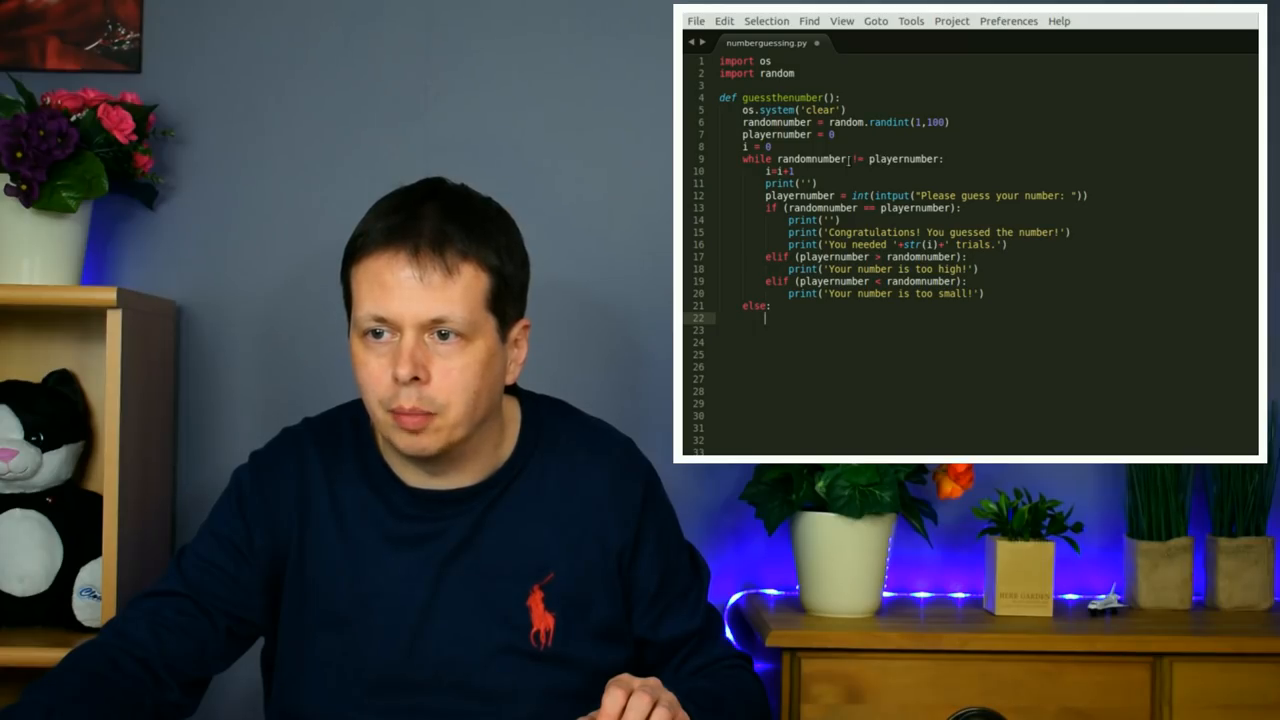 File Edit Selection Find View Goto Tools Project Preferences Help
numberguessing.py
1 import os
2 import random
3
4 def guessthenumber():
5 os.system('clear')
6 randomnumber = random.randint(1,100)
7 playernumber = 0
8 i = 0
9 while randomnumber != playernumber:
10 i=i+1
11 print('')
12 playernumber = int(intput("Please guess your number: "))
13 if (randomnumber == playernumber):
14 print('')
15 print('Congratulations! You guessed the number!')
16 print('You needed '+str(i)+' trials.')
17 elif (playernumber > randomnumber):
18 print('Your number is too high!')
19 elif (playernumber < randomnumber):
20 print('Your number is too small!')
21 else:
22
23
24
25
26
27
28
29
30
31
32
33
HERB GARDEN